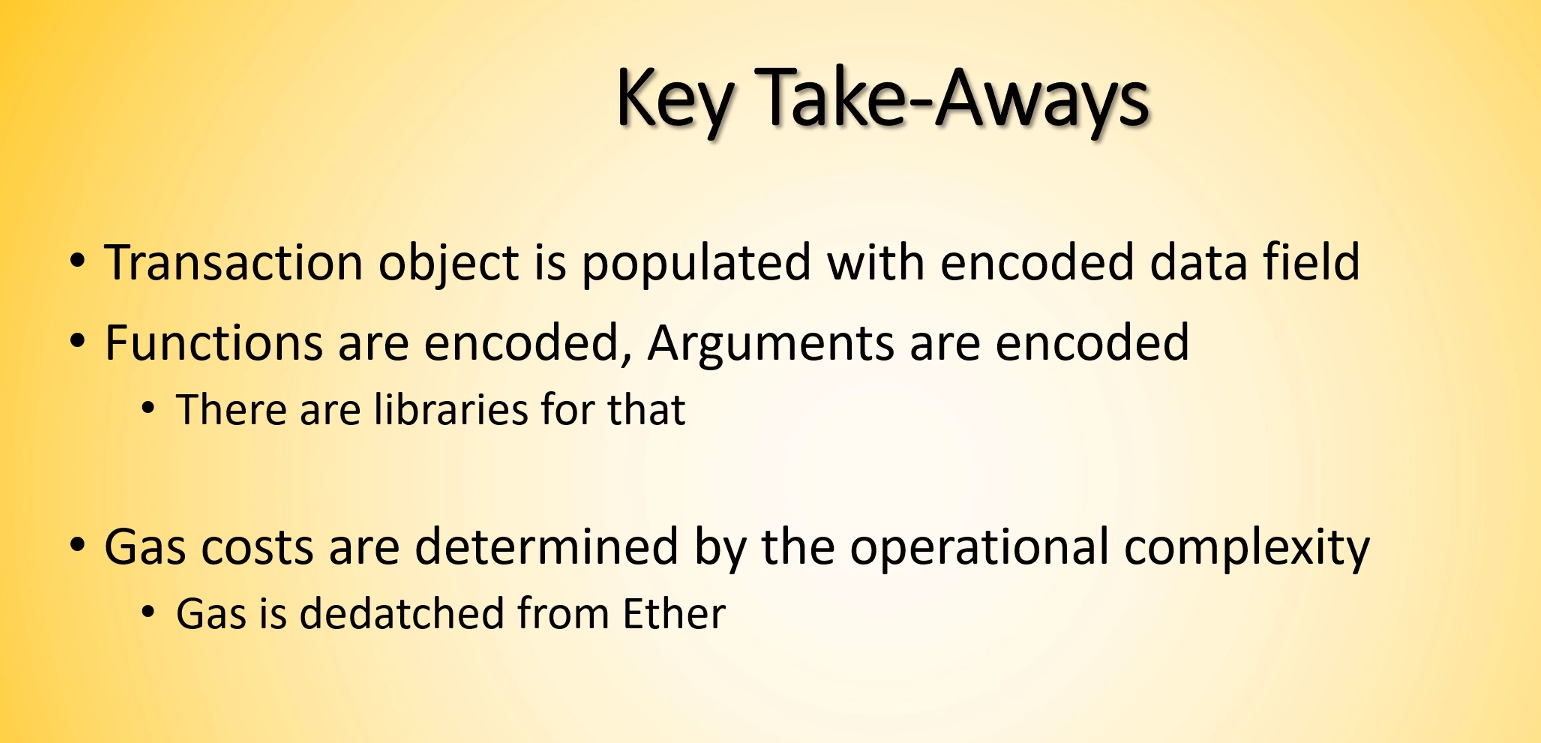 Key Take-Aways
• Transaction object is populated with encoded data field
• Functions are encoded, Arguments are encoded
• There are libraries for that
• Gas costs are determined by the operational complexity
• Gas is dedatched from Ether